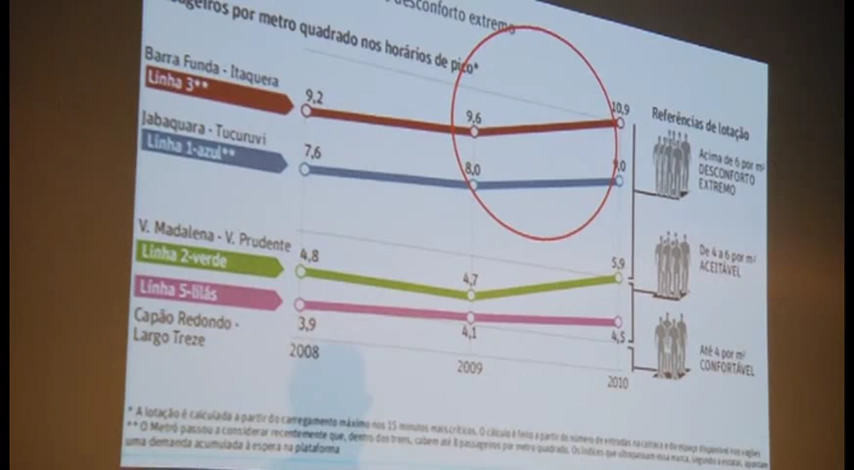 desconforto extremo
por metro quadrado nos horários de pico*
Barra Funda - Itaquera
Linha 3**
9,2
9,6
10,9
Jabaquara - Tucuruvi
Linha 1-azul**
7,6
8,0
V. Madalena - V. Prudente
Linha 2-verde
4,8
4,7
5,9
Linha 5-lilás
Capão Redondo -
Largo Treze
3,9
4,1
4,5
2008
2009
2010
Referências de lotação
Acima de 6 por m²
DESCONFORTO
EXTREMO
De 4 a 6 por m²
ACEITÁVEL
Até 4 por m²
CONFORTÁVEL
* A lotação é calculada a partir do carregamento máximo nos 15 minutos mais críticos. O cálculo é feito a partir do número de entradas na catraca e do espaço disponível nos vagões
** O Metrô passou a considerar recentemente que, dentro dos trens, cabem até 8 passageiros por metro quadrado. Os índices que ultrapassam essa marca, segundo a estatal, apontam
uma demanda acumulada à espera na plataforma